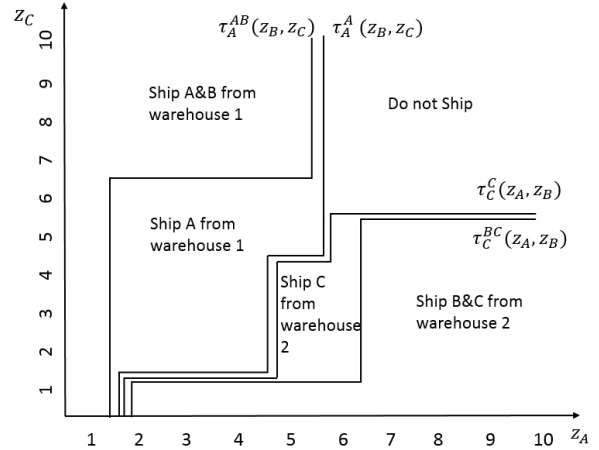 z_C
τ_A^{AB}(z_B, z_C) τ_A^A (z_B, z_C)
10
9
8
7
6
5
4
3
2
1
Ship A&B from
warehouse 1
Do not Ship
τ_C^C(z_A, z_B)
τ_C^{BC}(z_A, z_B)
Ship A from
warehouse 1
Ship C
from
warehouse
2
Ship B&C from
warehouse 2
1 2 3 4 5 6 7 8 9 10 z_A